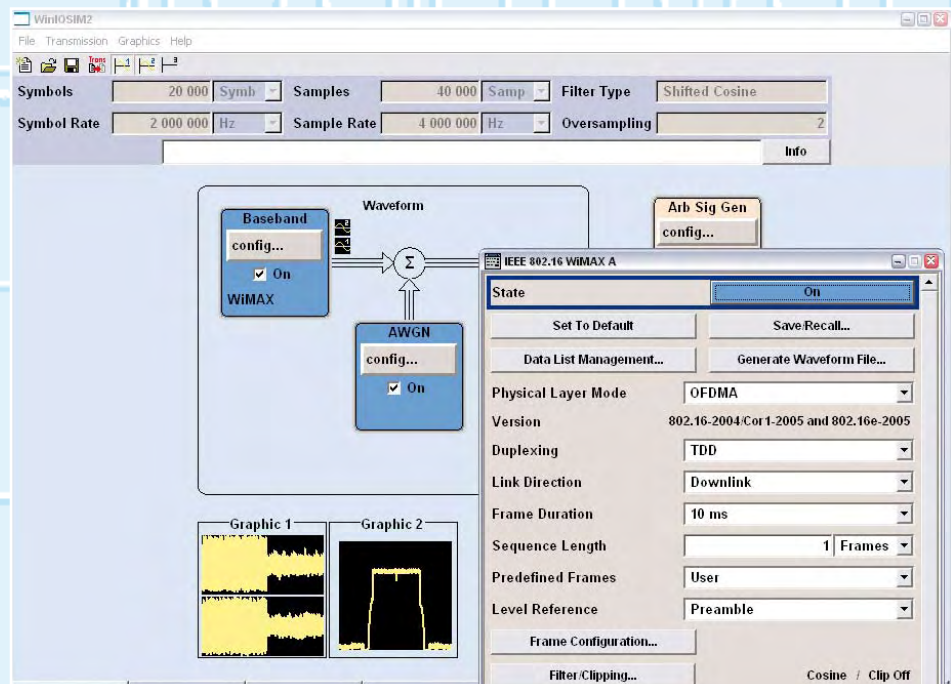 WinIQSIM2
File Transmission Graphics Help
Symbols 20 000 Symb Samples 40 000 Samp Filter Type Shifted Cosine
Symbol Rate 2 000 000 Hz Sample Rate 4 000 000 Hz Oversampling 2
Info
Waveform
Baseband
config...
On
WiMAX
Σ
AWGN
config...
On
Arb Sig Gen
config...
Graphic 1
Graphic 2
IEEE 802.16 WiMAX A
State On
Set To Default Save/Recall...
Data List Management... Generate Waveform File...
Physical Layer Mode OFDMA
Version 802.16-2004/Cor1-2005 and 802.16e-2005
Duplexing TDD
Link Direction Downlink
Frame Duration 10 ms
Sequence Length 1 Frames
Predefined Frames User
Level Reference Preamble
Frame Configuration...
Filter/Clipping... Cosine / Clip Off